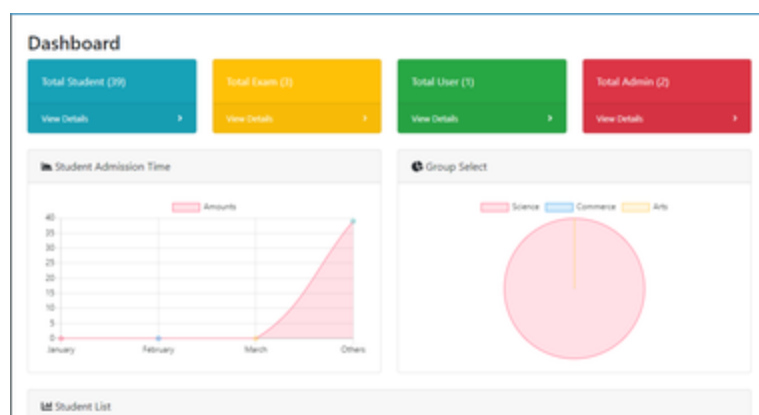 Dashboard
Total Student (39)
Total Exam (3)
Total User (1)
Total Admin (2)
View Details
View Details
View Details
View Details
Student Admission Time
Group Select
Amounts
Science
Commerce
Arts
40
35
30
25
20
15
10
5
0
January
February
March
Others
Student List